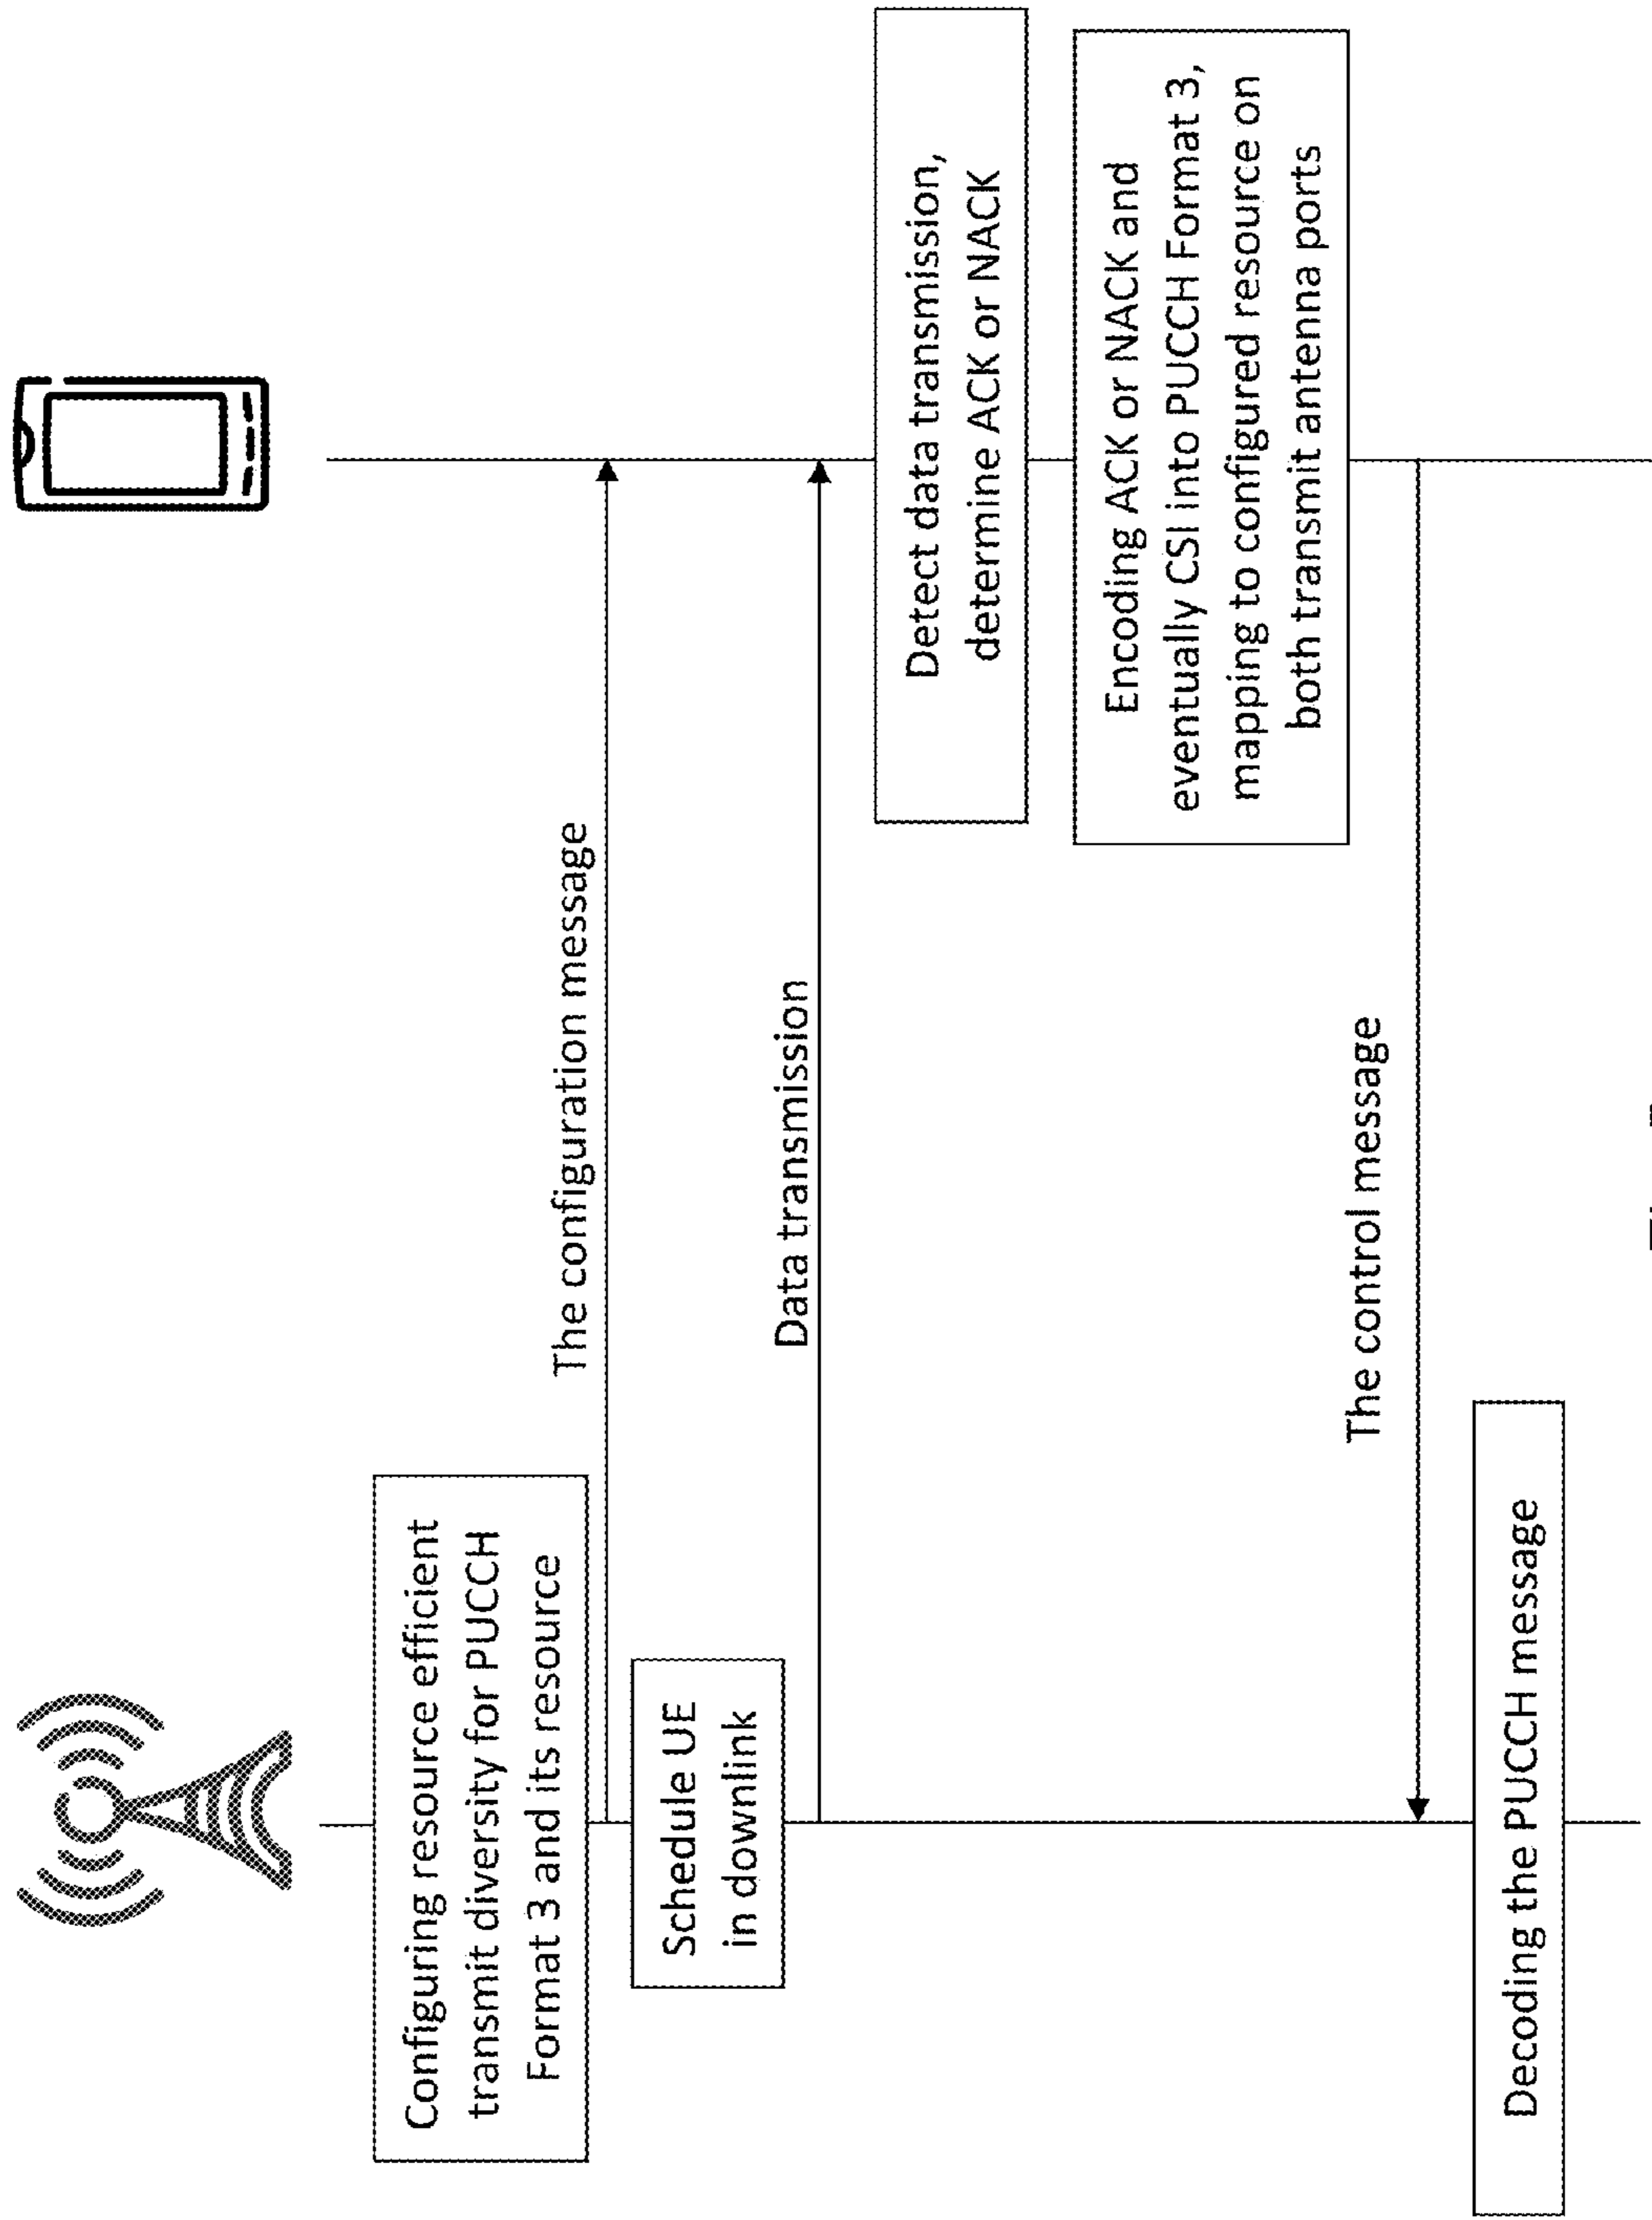 Configuring resource efficient
transmit diversity for PUCCH
Format 3 and its resource
The configuration message
Schedule UE
in downlink
Data transmission
Detect data transmission,
determine ACK or NACK
Encoding ACK or NACK and
eventually CSI into PUCCH Format 3,
mapping to configured resource on
both transmit antenna ports
The control message
Decoding the PUCCH message